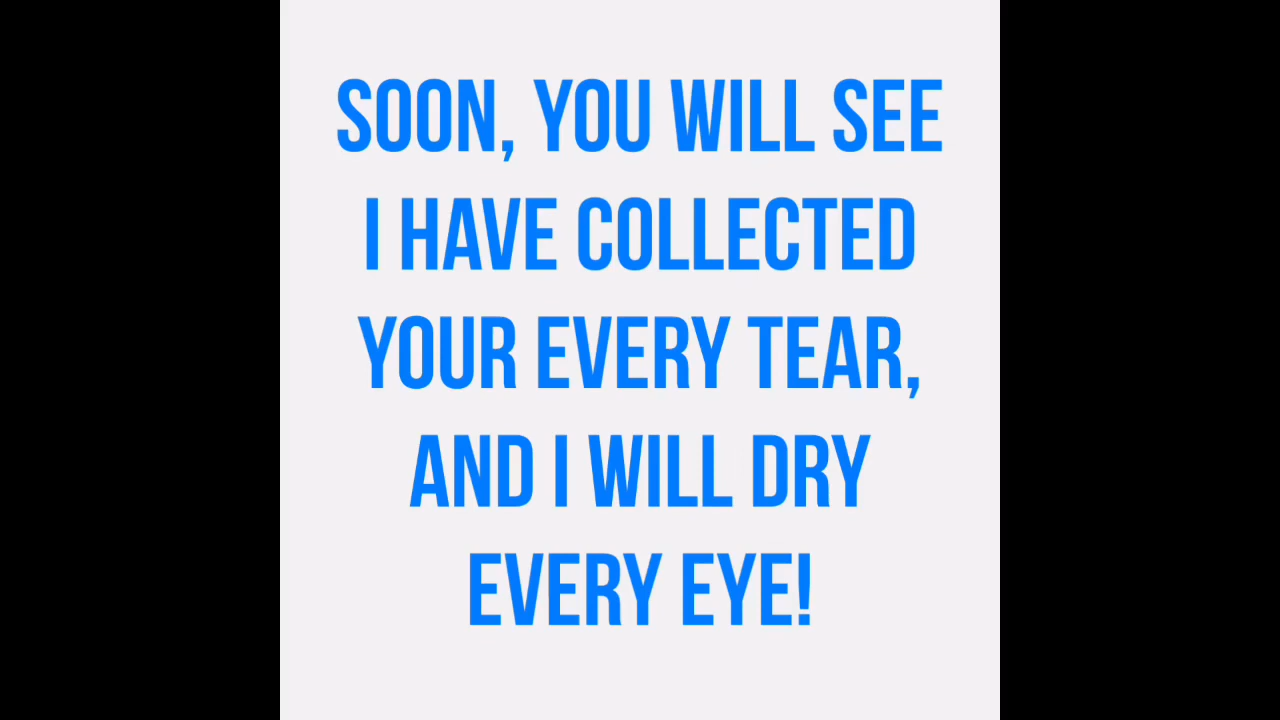 SOON, YOU WILL SEE
I HAVE COLLECTED
YOUR EVERY TEAR,
AND I WILL DRY
EVERY EYE!